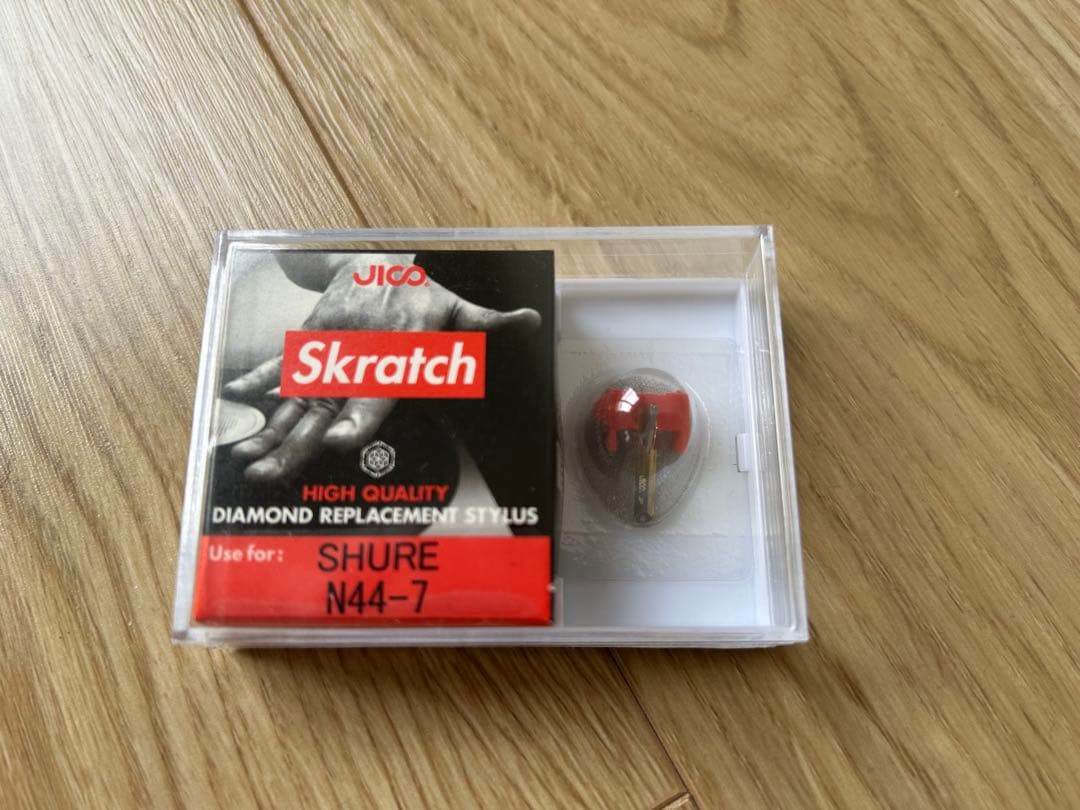 JICO
Skratch
HIGH QUALITY
DIAMOND REPLACEMENT STYLUS
Use for: SHURE
N44-7